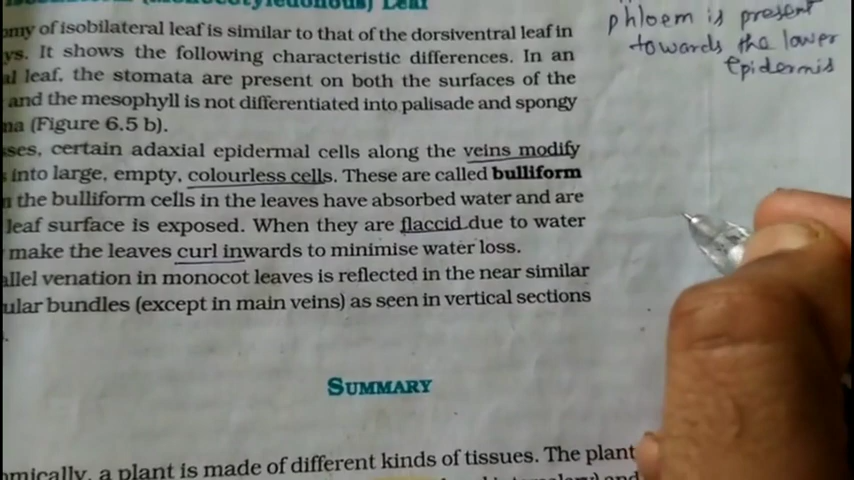 (Monocotyledonous) Leaf
omy of isobilateral leaf is similar to that of the dorsiventral leaf in
ys. It shows the following characteristic differences. In an
al leaf, the stomata are present on both the surfaces of the
and the mesophyll is not differentiated into palisade and spongy
ma (Figure 6.5 b).
ses, certain adaxial epidermal cells along the veins modify
into large, empty, colourless cells. These are called bulliform
the bulliform cells in the leaves have absorbed water and are
leaf surface is exposed. When they are flaccid due to water
make the leaves curl inwards to minimise water loss.
allel venation in monocot leaves is reflected in the near similar
ular bundles (except in main veins) as seen in vertical sections
phloem is present
towards the lower
epidermis
SUMMARY
omically, a plant is made of different kinds of tissues. The plant
and